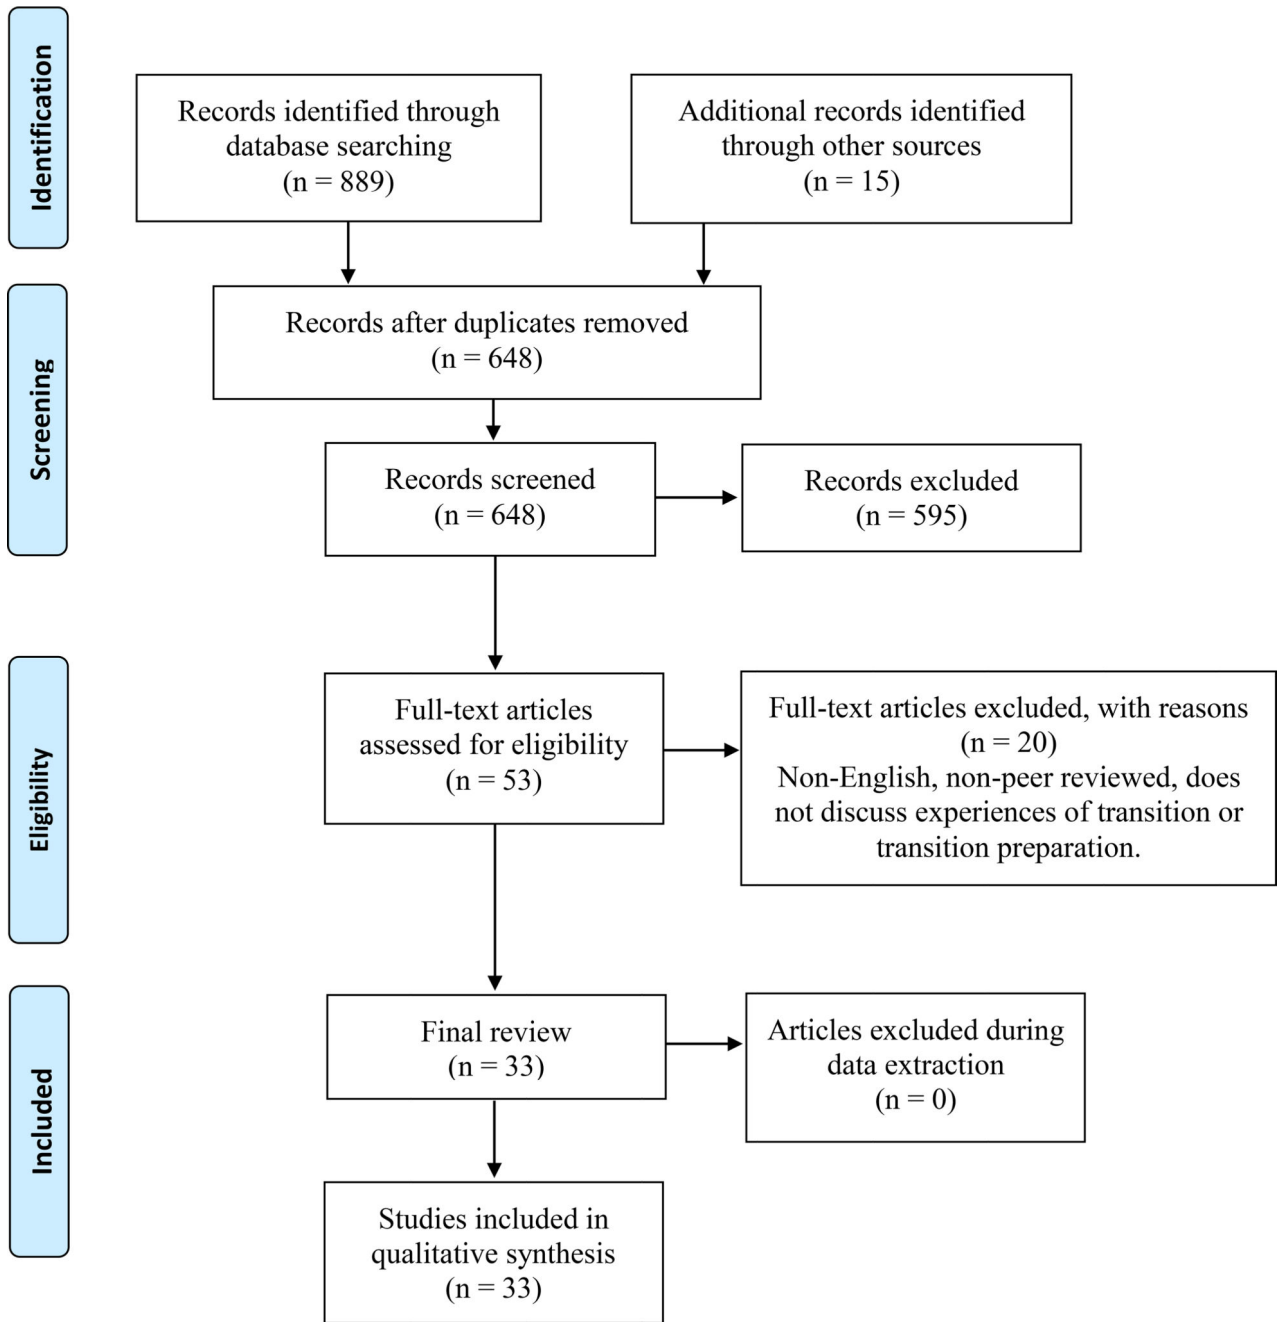 Identification
Records identified through
database searching
(n = 889)
Additional records identified
through other sources
(n = 15)
Screening
Records after duplicates removed
(n = 648)
Records screened
(n = 648)
Records excluded
(n = 595)
Eligibility
Full-text articles
assessed for eligibility
(n = 53)
Full-text articles excluded, with reasons
(n = 20)
Non-English, non-peer reviewed, does
not discuss experiences of transition or
transition preparation.
Included
Final review
(n = 33)
Articles excluded during
data extraction
(n = 0)
Studies included in
qualitative synthesis
(n = 33)